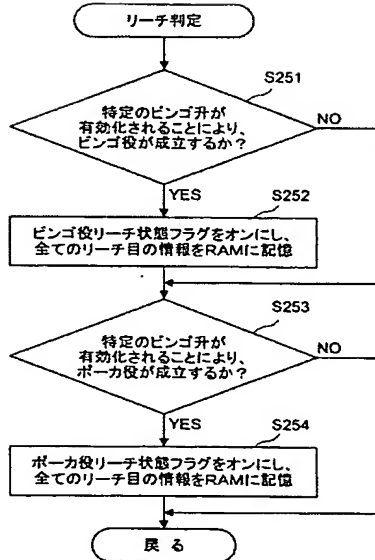 リーチ判定
S251
特定のビンゴ升が
有効化されることにより、
ビンゴ役が成立するか？
NO
YES
S252
ビンゴ役リーチ状態フラグをオンにし、
全てのリーチ目の情報をRAMに記憶
S253
特定のビンゴ升が
有効化されることにより、
ポーカ役が成立するか？
NO
YES
S254
ポーカ役リーチ状態フラグをオンにし、
全てのリーチ目の情報をRAMに記憶
戻 る